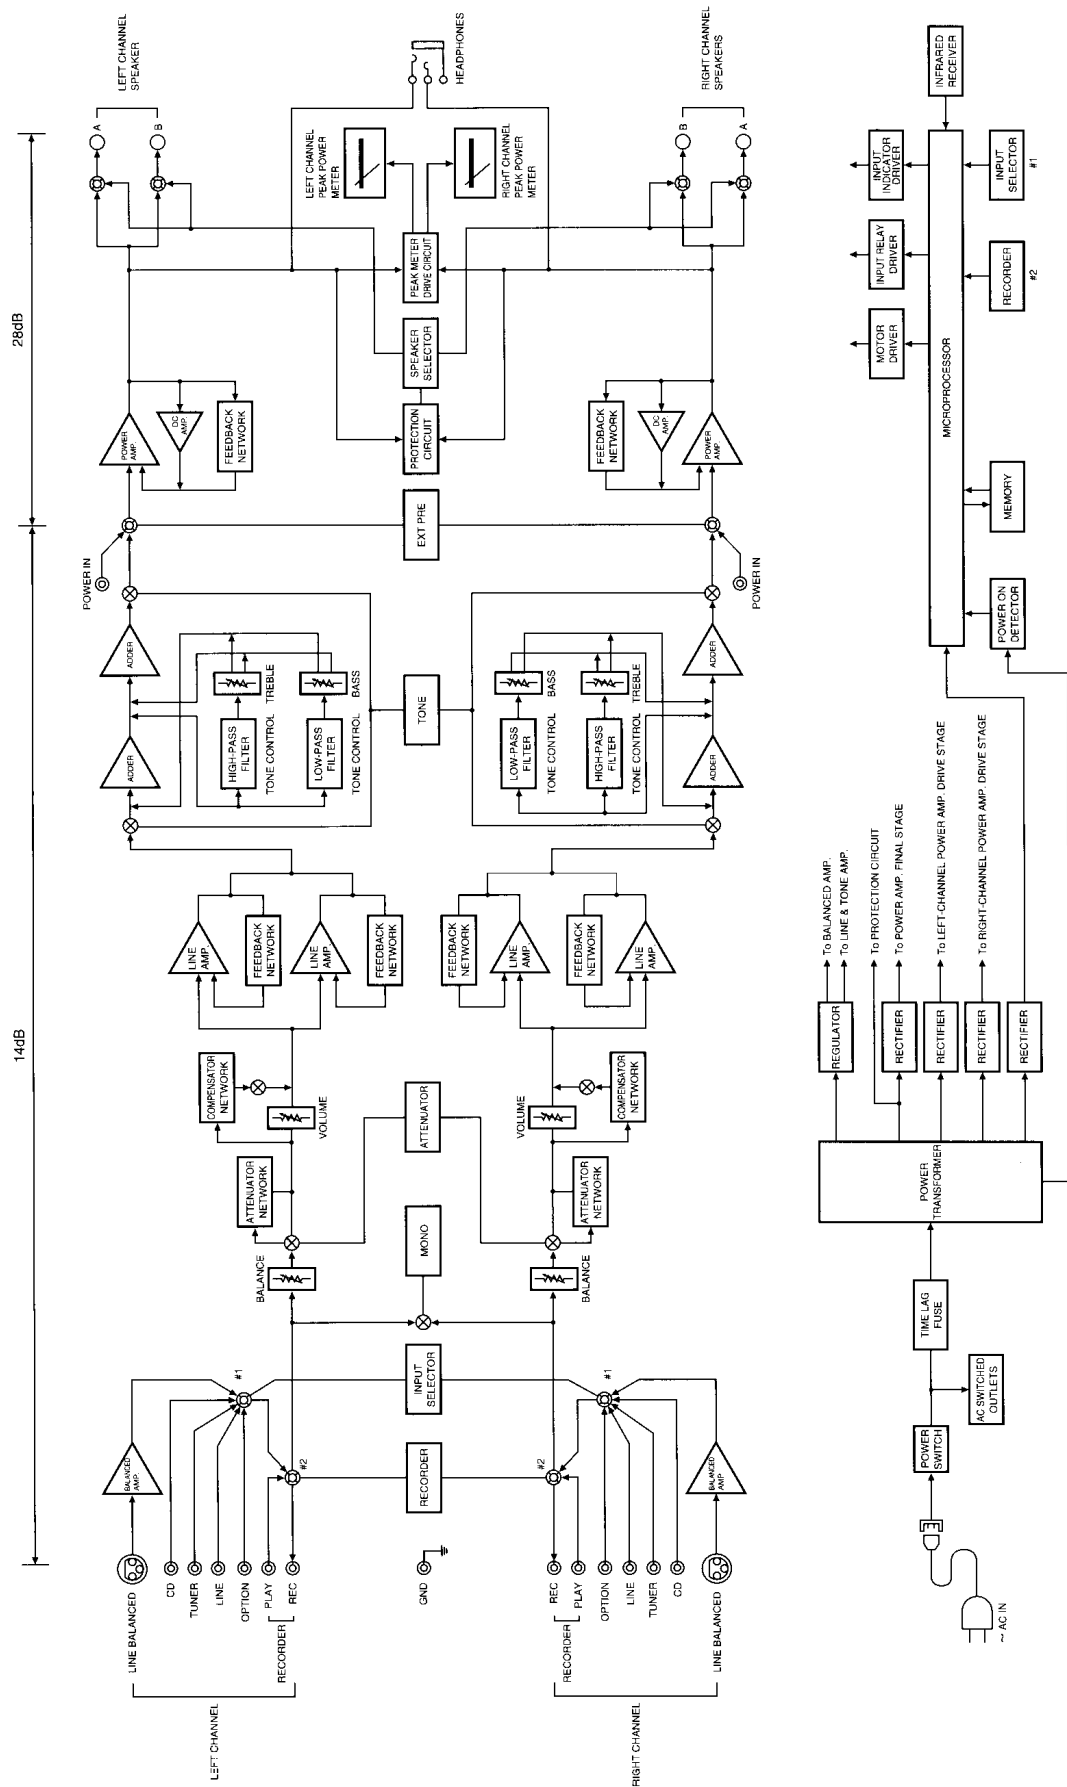 14dB
28dB
LEFT CHANNEL
LINE BALANCED
CD
TUNER
LINE
OPTION
PLAY
REC
RECORDER
BALANCED
AMP.
#1
#2
BALANCE
ATTENUATOR
NETWORK
COMPENSATOR
NETWORK
VOLUME
LINE
AMP.
FEEDBACK
NETWORK
LINE
AMP.
FEEDBACK
NETWORK
ADDER
HIGH-PASS
FILTER
TONE CONTROL
TREBLE
LOW-PASS
FILTER
TONE CONTROL
BASS
ADDER
POWER IN
POWER
AMP.
DC
AMP.
FEEDBACK
NETWORK
LEFT CHANNEL
SPEAKER
A
B
GND
RECORDER
INPUT
SELECTOR
MONO
ATTENUATOR
TONE
EXT PRE
PROTECTION
CIRCUIT
SPEAKER
SELECTOR
PEAK METER
DRIVE CIRCUIT
LEFT CHANNEL
PEAK POWER
METER
RIGHT CHANNEL
PEAK POWER
METER
HEADPHONES
RIGHT CHANNEL
RECORDER
REC
PLAY
OPTION
LINE
TUNER
CD
LINE BALANCED
BALANCED
AMP.
#2
#1
BALANCE
ATTENUATOR
NETWORK
VOLUME
COMPENSATOR
NETWORK
FEEDBACK
NETWORK
LINE
AMP.
FEEDBACK
NETWORK
LINE
AMP.
LOW-PASS
FILTER
TONE CONTROL
BASS
HIGH-PASS
FILTER
TONE CONTROL
TREBLE
ADDER
ADDER
POWER IN
FEEDBACK
NETWORK
DC
AMP.
POWER
AMP.
B
A
RIGHT CHANNEL
SPEAKERS
~ AC IN
POWER
SWITCH
AC SWITCHED
OUTLETS
TIME LAG
FUSE
POWER
TRANSFORMER
REGULATOR
RECTIFIER
RECTIFIER
RECTIFIER
RECTIFIER
To BALANCED AMP.
To LINE & TONE AMP.
To PROTECTION CIRCUIT
To POWER AMP. FINAL STAGE
To LEFT-CHANNEL POWER AMP. DRIVE STAGE
To RIGHT-CHANNEL POWER AMP. DRIVE STAGE
POWER ON
DETECTOR
MEMORY
MICROPROCESSOR
MOTOR
DRIVER
INPUT RELAY
DRIVER
INPUT
INDICATOR
DRIVER
RECORDER
#2
INPUT
SELECTOR
#1
INFRARED
RECEIVER